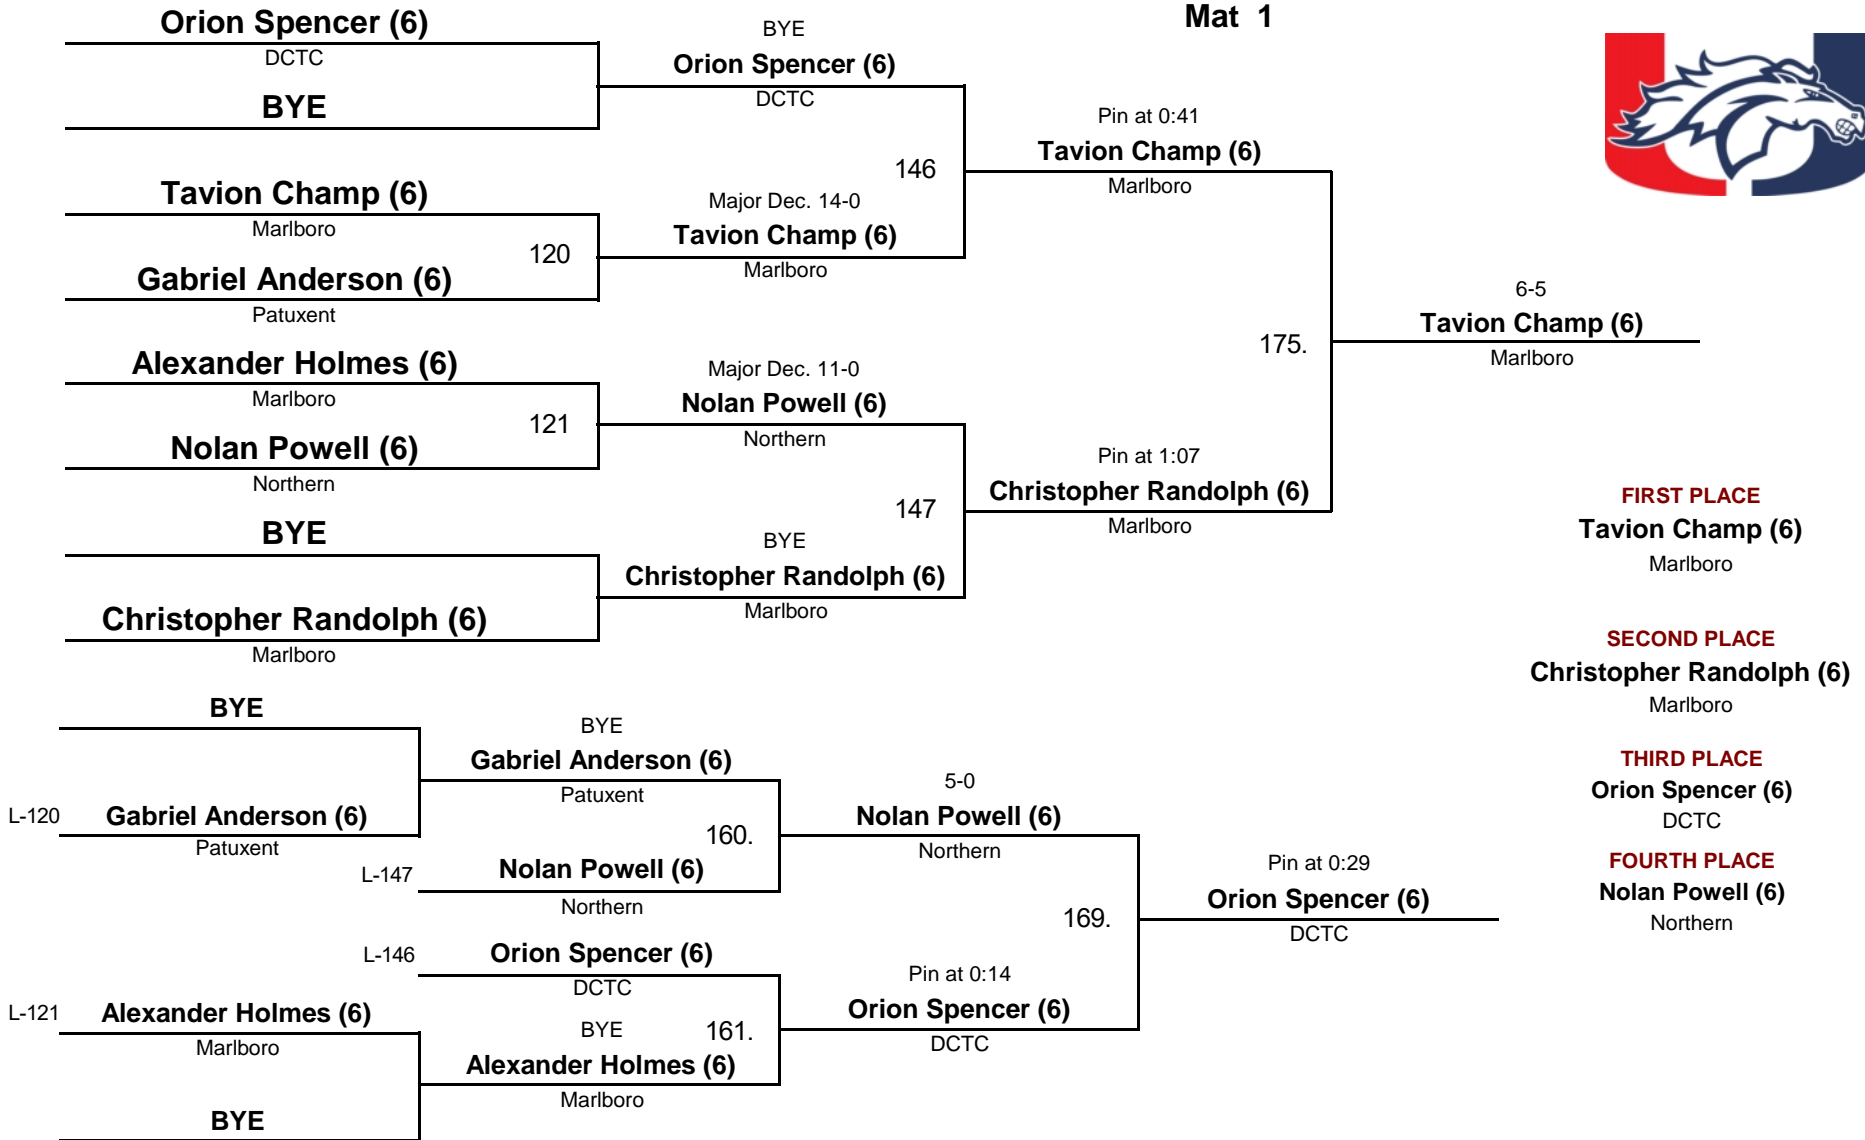 Mat 1
Orion Spencer (6)
DCTC
BYE
Tavion Champ (6)
Marlboro
120
Gabriel Anderson (6)
Patuxent
Alexander Holmes (6)
Marlboro
121
Nolan Powell (6)
Northern
BYE
Christopher Randolph (6)
Marlboro
BYE
Orion Spencer (6)
DCTC
146
Major Dec. 14-0
Tavion Champ (6)
Marlboro
Major Dec. 11-0
Nolan Powell (6)
Northern
147
BYE
Christopher Randolph (6)
Marlboro
Pin at 0:41
Tavion Champ (6)
Marlboro
175.
Pin at 1:07
Christopher Randolph (6)
Marlboro
6-5
Tavion Champ (6)
Marlboro
FIRST PLACE
Tavion Champ (6)
Marlboro
SECOND PLACE
Christopher Randolph (6)
Marlboro
THIRD PLACE
Orion Spencer (6)
DCTC
FOURTH PLACE
Nolan Powell (6)
Northern
BYE
L-120 Gabriel Anderson (6)
Patuxent
BYE
Gabriel Anderson (6)
Patuxent
160.
L-147 Nolan Powell (6)
Northern
L-146 Orion Spencer (6)
DCTC
L-121 Alexander Holmes (6)
Marlboro
BYE
BYE
161.
Alexander Holmes (6)
Marlboro
5-0
Nolan Powell (6)
Northern
169.
Pin at 0:14
Orion Spencer (6)
DCTC
Pin at 0:29
Orion Spencer (6)
DCTC